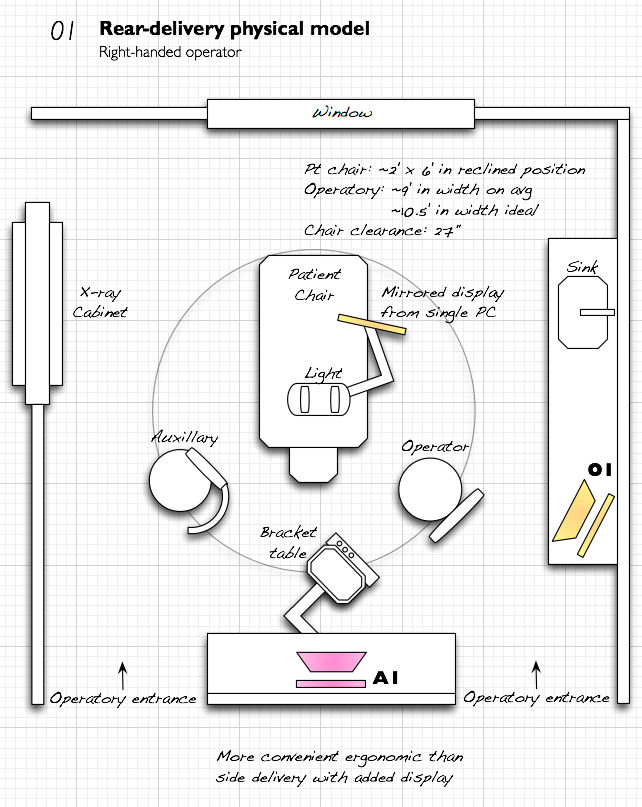 01 Rear-delivery physical model
Right-handed operator
Window
Pt chair: ~2' x 6' in reclined position
Operatory: ~9' in width on avg
~10.5' in width ideal
Chair clearance: 27"
Sink
Patient
Chair
X-ray
Cabinet
Mirrored display
from single PC
Light
Auxillary
Operator
O1
Bracket
table
A1
Operatory entrance
Operatory entrance
More convenient ergonomic than
side delivery with added display